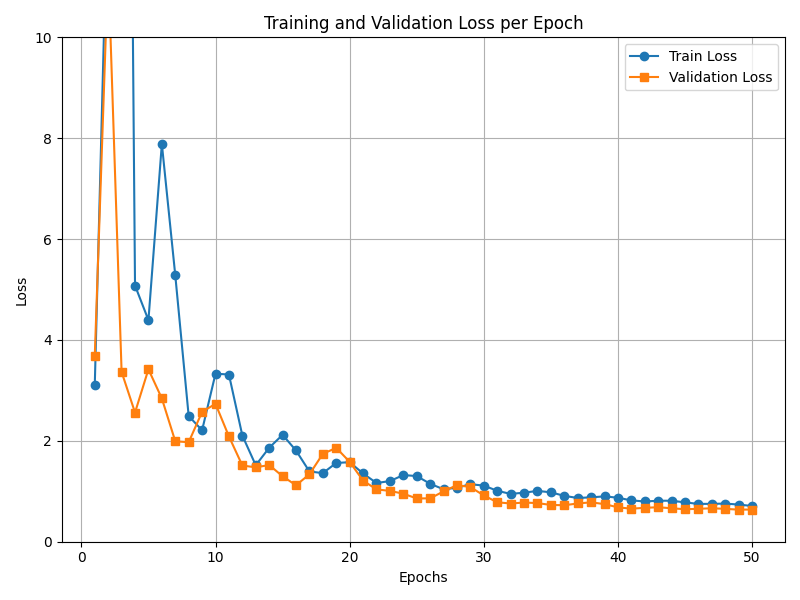 Training and Validation Loss per Epoch
Train Loss
Validation Loss
Loss
10
8
6
4
2
0
0 10 20 30 40 50
Epochs